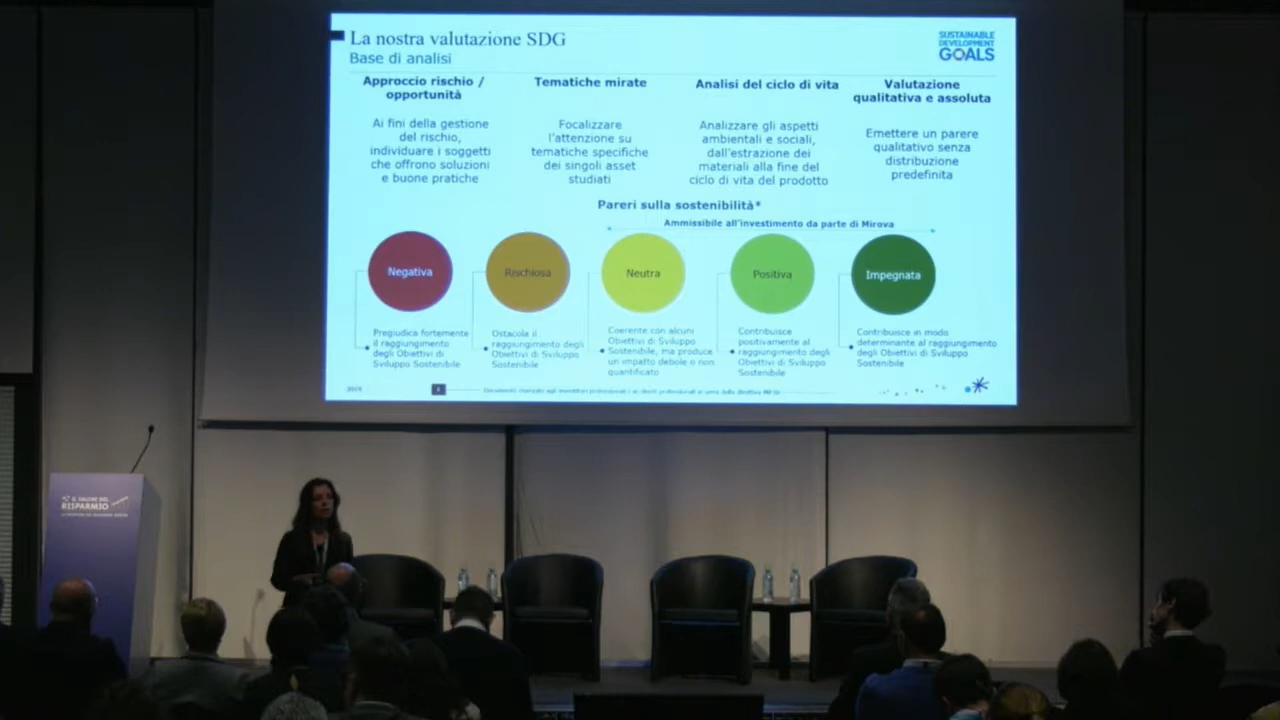 La nostra valutazione SDG
Base di analisi
SUSTAINABLE
DEVELOPMENT
GOALS
Approccio rischio /
opportunità
Ai fini della gestione
del rischio,
individuare i soggetti
che offrono soluzioni
e buone pratiche
Tematiche mirate
Focalizzare
l'attenzione su
tematiche specifiche
dei singoli asset
studiati
Analisi del ciclo di vita
Analizzare gli aspetti
ambientali e sociali,
dall'estrazione dei
materiali alla fine del
ciclo di vita del prodotto
Valutazione
qualitativa e assoluta
Emettere un parere
qualitativo senza
distribuzione
predefinita
Pareri sulla sostenibilità*
Ammissibile all'investimento da parte di Mirova
Negativa
Rischiosa
Neutra
Positiva
Impegnata
Pregiudica fortemente
il raggiungimento
degli Obiettivi di
Sviluppo Sostenibile
Ostacola il
raggiungimento degli
Obiettivi di Sviluppo
Sostenibile
Coerente con alcuni
Obiettivi di Sviluppo
Sostenibile, ma produce
un impatto debole o non
quantificato
Contribuisce
positivamente al
raggiungimento degli
Obiettivi di Sviluppo
Sostenibile
Contribuisce in modo
determinante al raggiungimento
degli Obiettivi di Sviluppo
Sostenibile
IL VALORE DEL
RISPARMIO